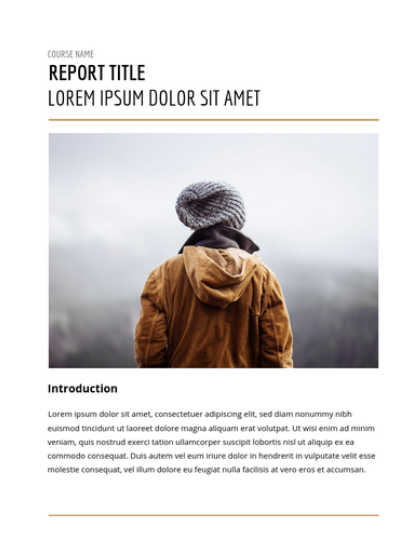 COURSE NAME
REPORT TITLE
LOREM IPSUM DOLOR SIT AMET
Introduction
Lorem ipsum dolor sit amet, consectetuer adipiscing elit, sed diam nonummy nibh
euismod tincidunt ut laoreet dolore magna aliquam erat volutpat. Ut wisi enim ad minim
veniam, quis nostrud exerci tation ullamcorper suscipit lobortis nisl ut aliquip ex ea
commodo consequat. Duis autem vel eum iriure dolor in hendrerit in vulputate velit esse
molestie consequat, vel illum dolore eu feugiat nulla facilisis at vero eros et accumsan.